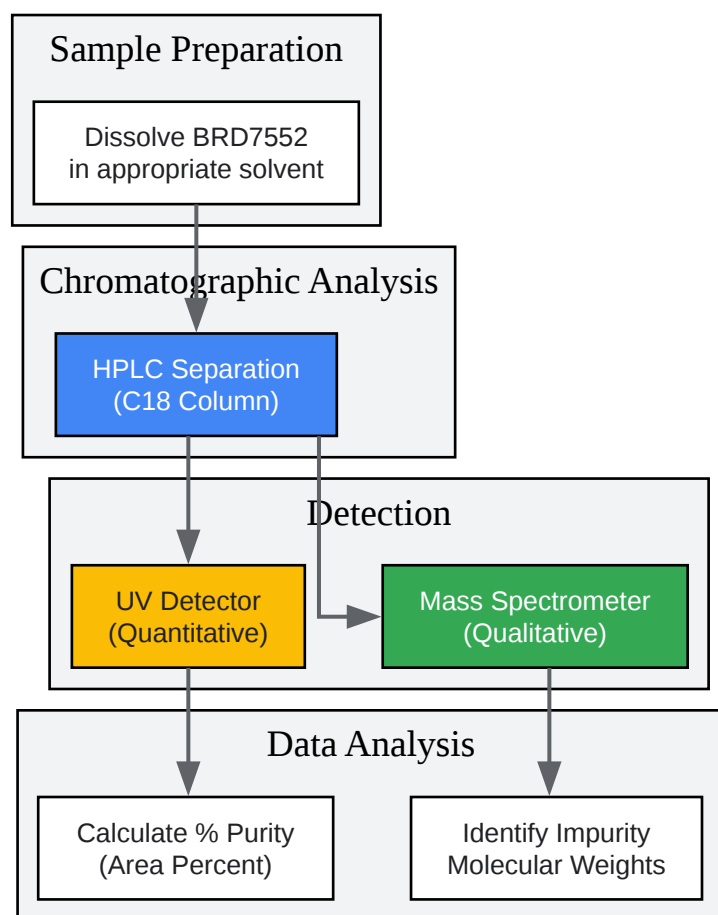 Sample Preparation
Dissolve BRD7552
in appropriate solvent
Chromatographic Analysis
HPLC Separation
(C18 Column)
Detection
UV Detector
(Quantitative)
Mass Spectrometer
(Qualitative)
Data Analysis
Calculate % Purity
(Area Percent)
Identify Impurity
Molecular Weights